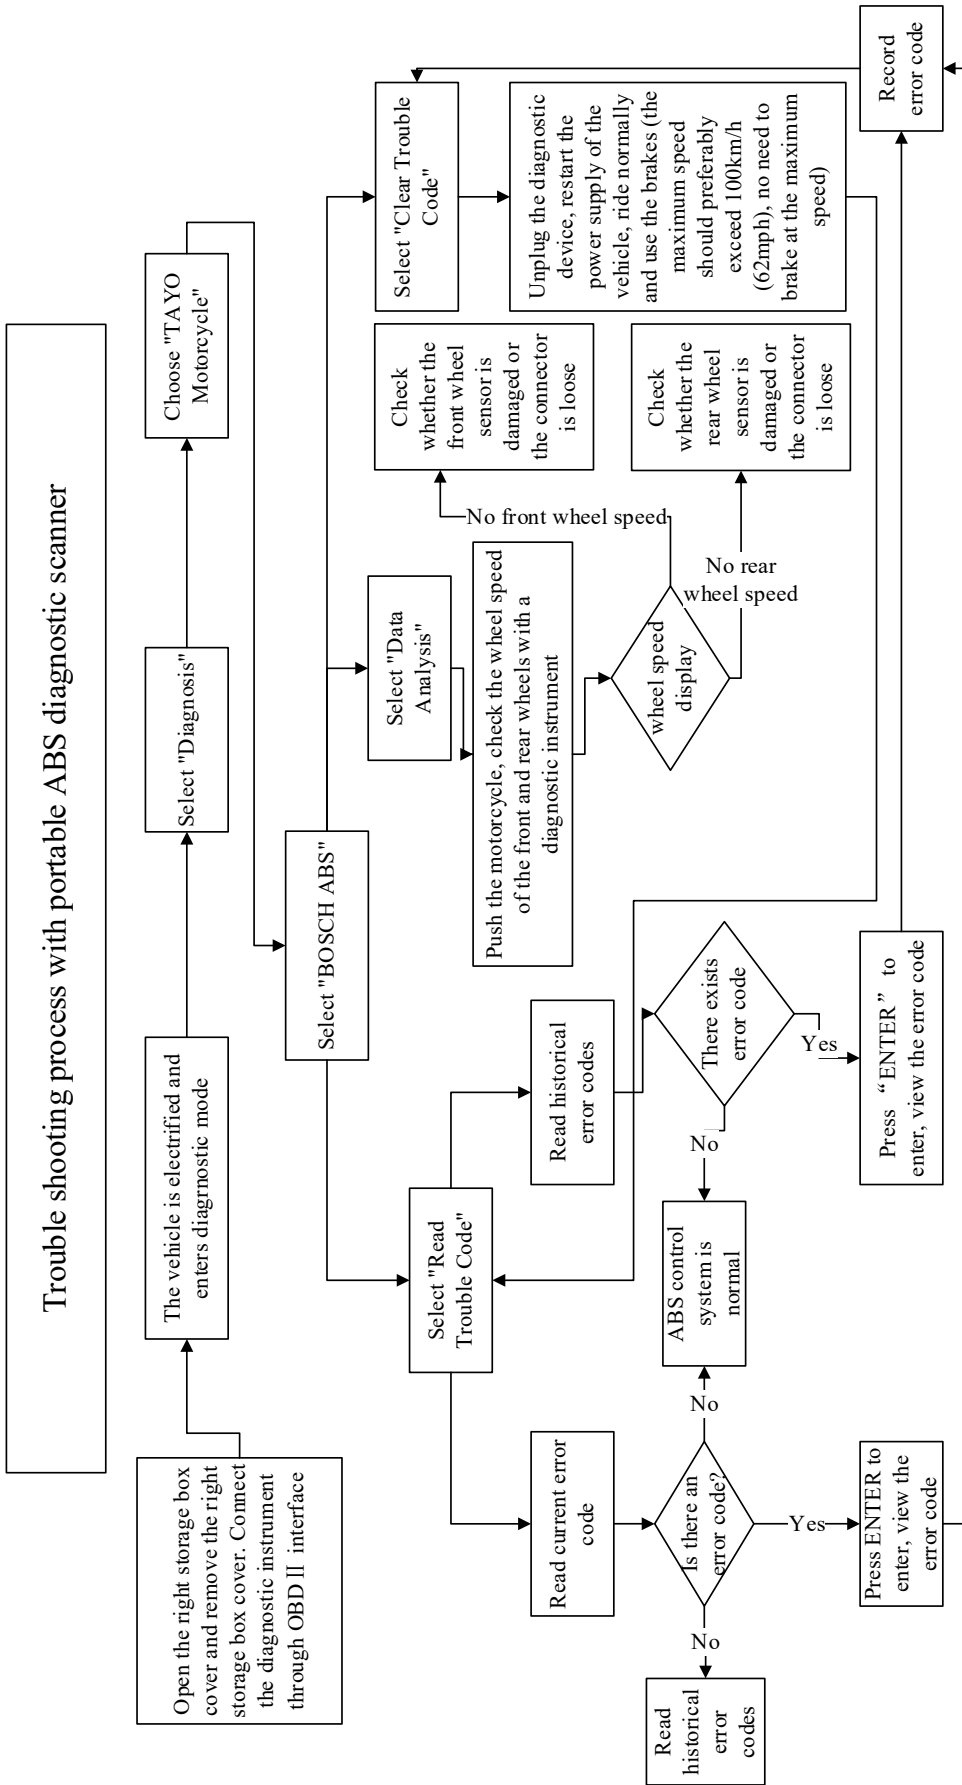 Trouble shooting process with portable ABS diagnostic scanner
Open the right storage box
cover and remove the right
storage box cover. Connect
the diagnostic instrument
through OBD II interface
The vehicle is electrified and
enters diagnostic mode
Select "Diagnosis"
Choose "TAYO
Motorcycle"
Select "BOSCH ABS"
Select "Read
Trouble Code"
Select "Data
Analysis"
Select "Clear Trouble
Code"
Read current error
code
Read historical
error codes
Push the motorcycle, check the wheel speed
of the front and rear wheels with a
diagnostic instrument
Check
whether the
front wheel
sensor is
damaged or
the connector
is loose
Unplug the diagnostic
device, restart the
power supply of the
vehicle, ride normally
and use the brakes (the
maximum speed
should preferably
exceed 100km/h
(62mph), no need to
brake at the maximum
speed)
No front wheel speed
Read
historical
error
codes
No
Is there an
error code?
No
ABS control
system is
normal
No
There exists
error code
wheel speed
display
No rear
wheel speed
Check
whether the
rear wheel
sensor is
damaged or
the connector
is loose
Yes
Yes
Press ENTER to
enter, view the
error code
Press “ENTER” to
enter, view the error code
Record
error code